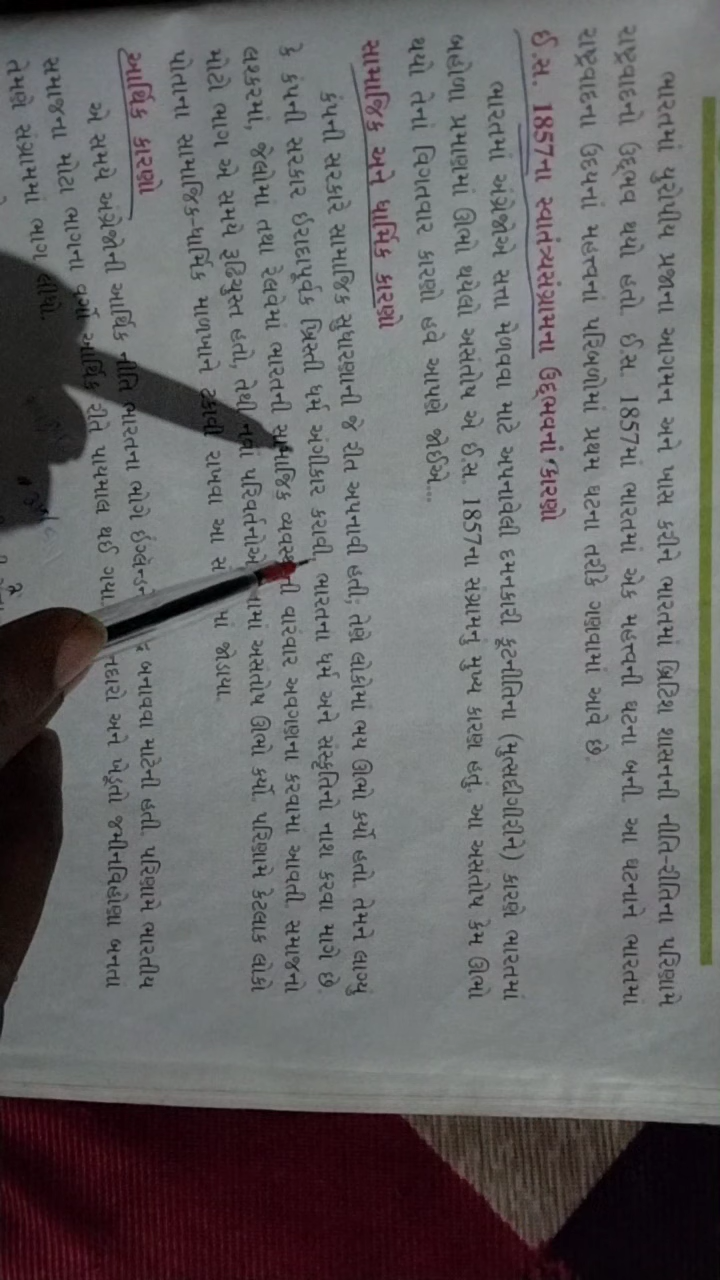 ભારતમાં યુરોપીય પ્રજાના આગમન અને ખાસ કરીને ભારતમાં બ્રિટિશ શાસનની નીતિ-રીતિના પરિણામે
રાષ્ટ્રવાદનો ઉદ્ભવ થયો હતો. ઈ.સ. 1857માં ભારતમાં એક મહત્ત્વની ઘટના બની. આ ઘટનાને ભારતમાં
રાષ્ટ્રવાદના ઉદયનાં મહત્ત્વનાં પરિબળોમાં પ્રથમ ઘટના તરીકે ગણવામાં આવે છે.
ઈ.સ. 1857ના સ્વાતંત્ર્યસંગ્રામના ઉદ્ભવનાં કારણો
ભારતમાં અંગ્રેજોએ સત્તા મેળવવા માટે અપનાવેલી દમનકારી કૂટનીતિના (મુત્સદ્દીગીરીને) કારણે ભારતમાં
બહોળા પ્રમાણમાં ઊભો થયેલો અસંતોષ એ ઈ.સ. 1857ના સંગ્રામનું મુખ્ય કારણ હતું. આ અસંતોષ કેમ ઊભો
થયો તેનાં વિગતવાર કારણો હવે આપણે જોઈએ...
સામાજિક અને ધાર્મિક કારણો
કંપની સરકારે સામાજિક સુધારણાની જે રીત અપનાવી હતી; તેણે લોકોમાં ભય ઊભો કર્યો હતો. તેમને લાગ્યું
કે કંપની સરકાર ઈરાદાપૂર્વક ખ્રિસ્તી ધર્મ અંગીકાર કરાવી ભારતના ધર્મ અને સંસ્કૃતિનો નાશ કરવા માગે છે.
લશ્કરમાં, જેલોમાં તથા રેલવેમાં ભારતની સામાજિક વ્યવસ્થાની વારંવાર અવગણના કરવામાં આવતી. સમાજનો
મોટો ભાગ એ સમયે રૂઢિચુસ્ત હતો, તેથી નવાં પરિવર્તનોએ નામાં અસંતોષ ઊભો કર્યો. પરિણામે કેટલાક લોકો
પોતાના સામાજિક-ધાર્મિક માળખાને ટકાવી રાખવા આ સં માં જોડાયા.
આર્થિક કારણો
એ સમયે અંગ્રેજોની આર્થિક નીતિ ભારતના ભોગે ઈંગ્લેન્ડને બનાવવા માટેની હતી. પરિણામે ભારતીય
સમાજના મોટા ભાગના વર્ગો આર્થિક રીતે પાયમાલ થઈ ગયા. અને ખેડૂતો જમીનવિહોણા બનતા
તેમણે સંગ્રામમાં ભાગ લીધો.